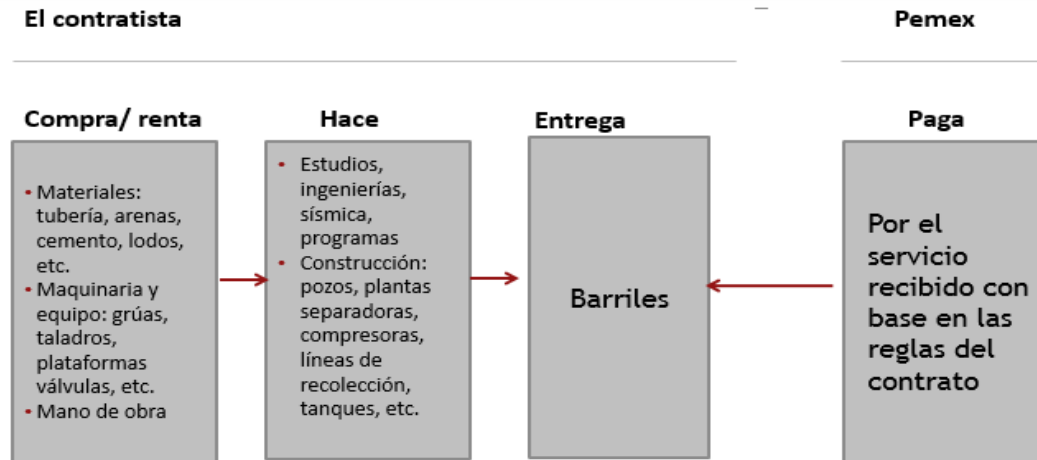 El contratista
Pemex
Compra/ renta
Hace
Entrega
Paga
• Materiales:
tubería, arenas,
cemento, lodos,
etc.
• Maquinaria y
equipo: grúas,
taladros,
plataformas
válvulas, etc.
• Mano de obra
• Estudios,
ingenierías,
sísmica,
programas
• Construcción:
pozos, plantas
separadoras,
compresoras,
líneas de
recolección,
tanques, etc.
Barriles
Por el
servicio
recibido con
base en las
reglas del
contrato